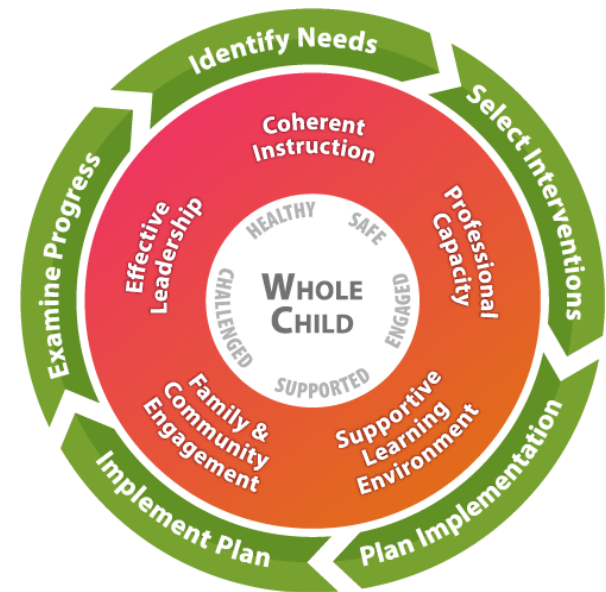 Identify Needs
Select Interventions
Plan Implementation
Implement Plan
Examine Progress
Coherent
Instruction
Professional
Capacity
Supportive
Learning
Environment
Family &
Community
Engagement
Effective
Leadership
HEALTHY
SAFE
ENGAGED
SUPPORTED
CHALLENGED
WHOLE
CHILD